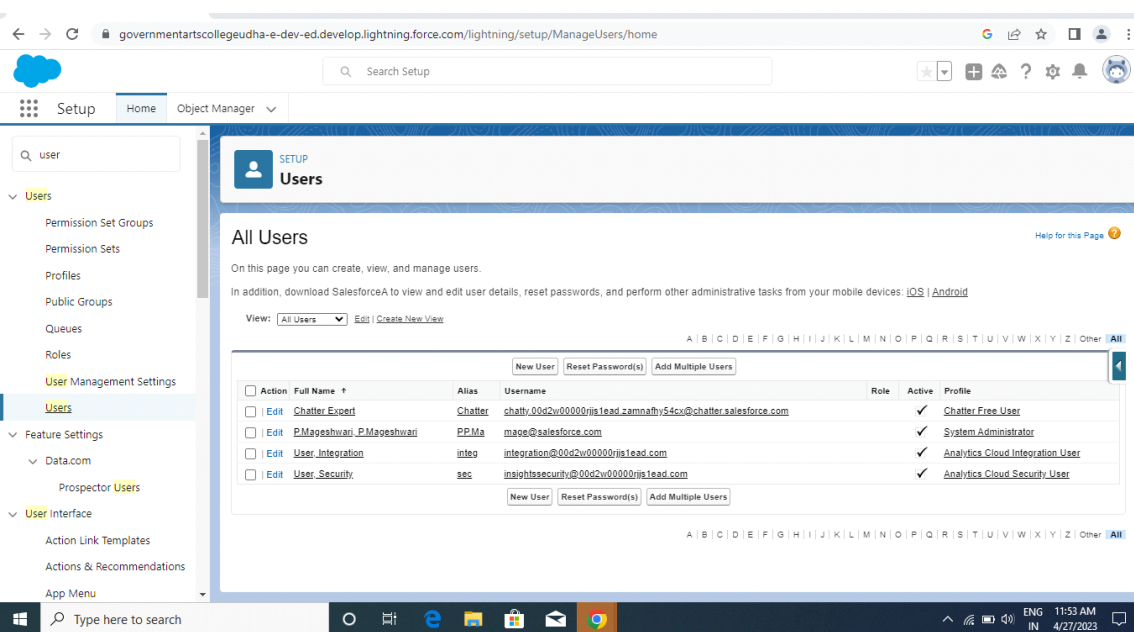 governmentartscollegeudha-e-dev-ed.develop.lightning.force.com/lightning/setup/ManageUsers/home
Search Setup
Setup Home Object Manager
user
Users
Permission Set Groups
Permission Sets
Profiles
Public Groups
Queues
Roles
User Management Settings
Users
Feature Settings
Data.com
Prospector Users
User Interface
Action Link Templates
Actions & Recommendations
App Menu
SETUP
Users
All Users
Help for this Page ?
On this page you can create, view, and manage users.
In addition, download SalesforceA to view and edit user details, reset passwords, and perform other administrative tasks from your mobile devices: iOS | Android
View: All Users Edit | Create New View
A | B | C | D | E | F | G | H | I | J | K | L | M | N | O | P | Q | R | S | T | U | V | W | X | Y | Z | Other All
New User Reset Password(s) Add Multiple Users
Action Full Name ↑ Alias Username Role Active Profile
| Edit Chatter Expert Chatter chatty.00d2w00000rjjs1ead.zamnafhy54cx@chatter.salesforce.com ✓ Chatter Free User
| Edit P.Mageshwari, P.Mageshwari PP.Ma mage@salesforce.com ✓ System Administrator
| Edit User, Integration integ integration@00d2w00000rjjs1ead.com ✓ Analytics Cloud Integration User
| Edit User, Security sec insightssecurity@00d2w00000rjjs1ead.com ✓ Analytics Cloud Security User
New User Reset Password(s) Add Multiple Users
A | B | C | D | E | F | G | H | I | J | K | L | M | N | O | P | Q | R | S | T | U | V | W | X | Y | Z | Other All
Type here to search
ENG 11:53 AM
IN 4/27/2023